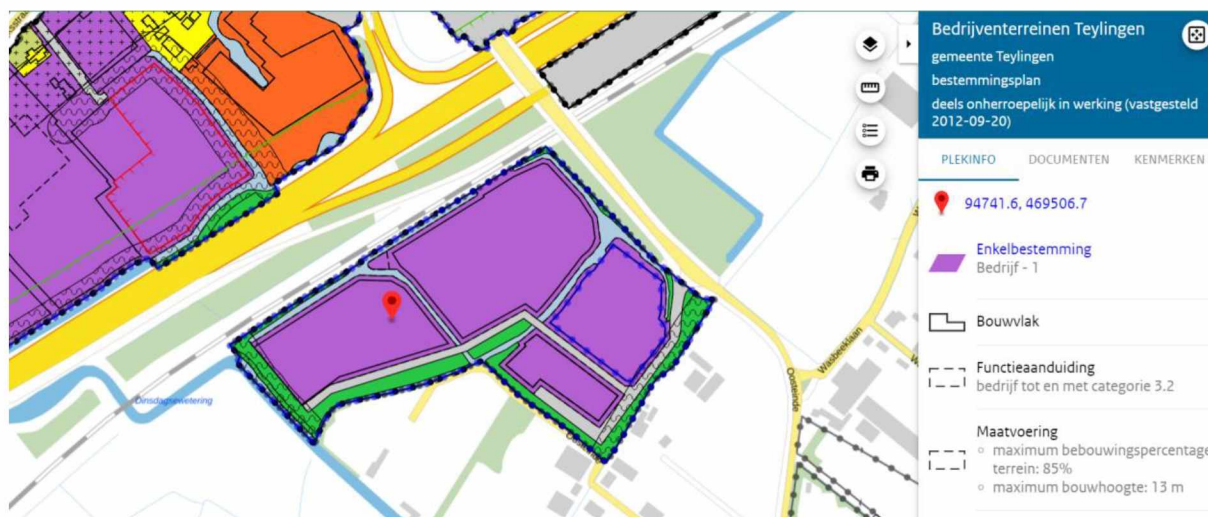 Bedrijventerreinen Teylingen
gemeente Teylingen
bestemmingsplan
deels onherroepelijk in werking (vastgesteld
2012-09-20)
PLEKINFO DOCUMENTEN KENMERKEN
94741.6, 469506.7
Enkelbestemming
Bedrijf - 1
Bouwvlak
Functieaanduiding
bedrijf tot en met categorie 3.2
Maatvoering
maximum bebouwingspercentage
terrein: 85%
maximum bouwhoogte: 13 m
Dinsdagsewetering
Oosteinde
Wasbeeklaan